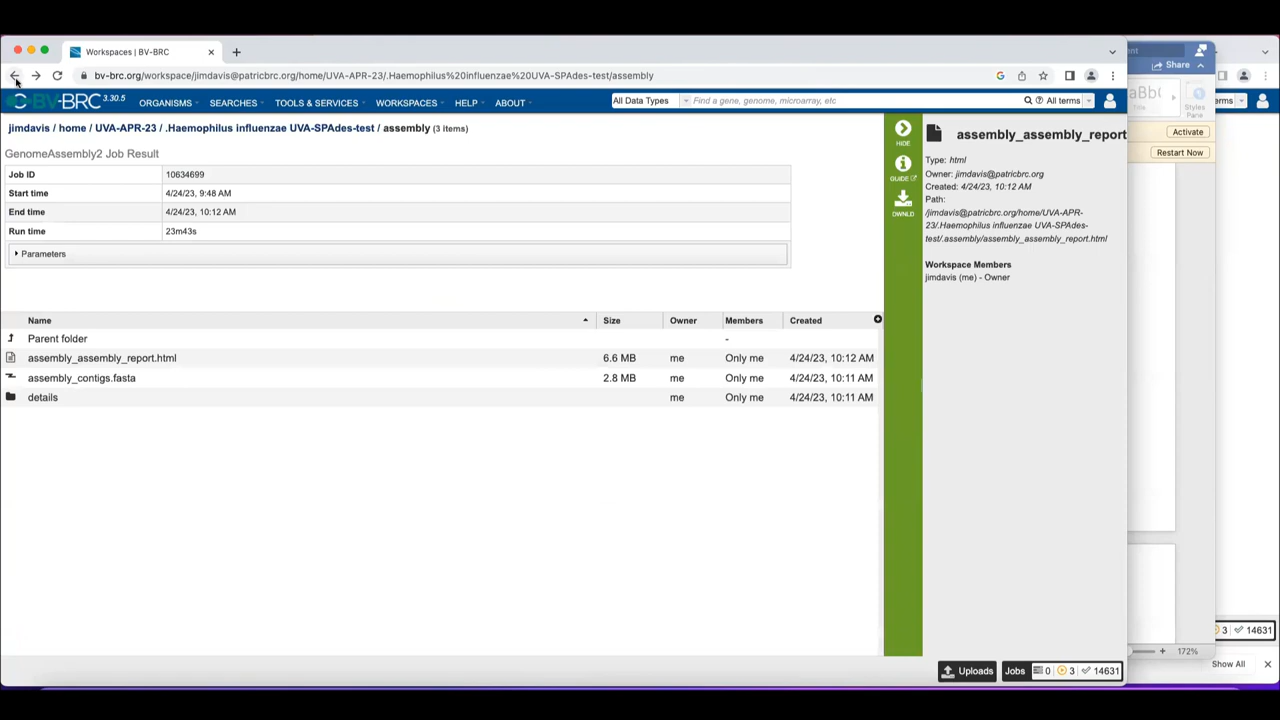 Workspaces | BV-BRC
bv-brc.org/workspace/jimdavis@patricbrc.org/home/UVA-APR-23/.Haemophilus%20influenzae%20UVA-SPAdes-test/assembly
Share
BV-BRC 3.30.5 ORGANISMS SEARCHES TOOLS & SERVICES WORKSPACES HELP ABOUT All Data Types Find a gene, genome, microarray, etc All terms
AaBb( erms
Styles
Pane
jimdavis / home / UVA-APR-23 / .Haemophilus influenzae UVA-SPAdes-test / assembly (3 items)
HIDE
assembly_assembly_report
Activate
GenomeAssembly2 Job Result
Restart Now
Job ID 10634699
Start time 4/24/23, 9:48 AM
End time 4/24/23, 10:12 AM
Run time 23m43s
Parameters
GUIDE
DWNLD
Type: html
Owner: jimdavis@patricbrc.org
Created: 4/24/23, 10:12 AM
Path:
/jimdavis@patricbrc.org/home/UVA-APR-
23/.Haemophilus influenzae UVA-SPAdes-
test/.assembly/assembly_assembly_report.html
Workspace Members
jimdavis (me) - Owner
Name Size Owner Members Created
Parent folder -
assembly_assembly_report.html 6.6 MB me Only me 4/24/23, 10:12 AM
assembly_contigs.fasta 2.8 MB me Only me 4/24/23, 10:11 AM
details me Only me 4/24/23, 10:11 AM
3 14631
172%
Show All
Uploads Jobs 0 3 14631